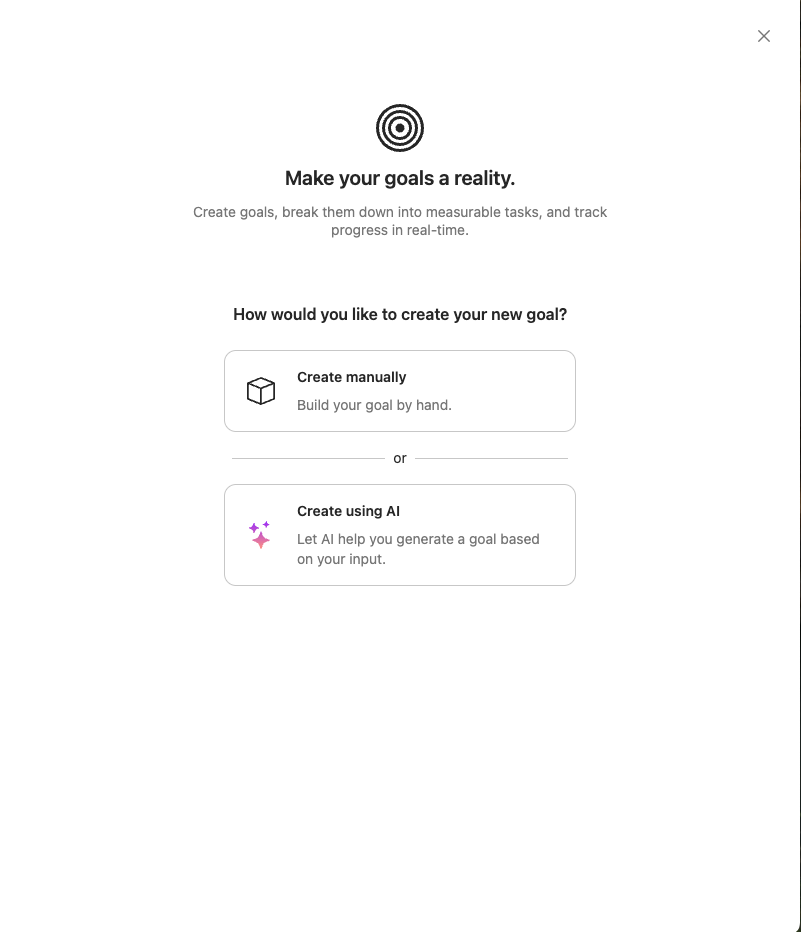 Make your goals a reality.
Create goals, break them down into measurable tasks, and track
progress in real-time.
How would you like to create your new goal?
Create manually
Build your goal by hand.
or
Create using AI
Let AI help you generate a goal based
on your input.